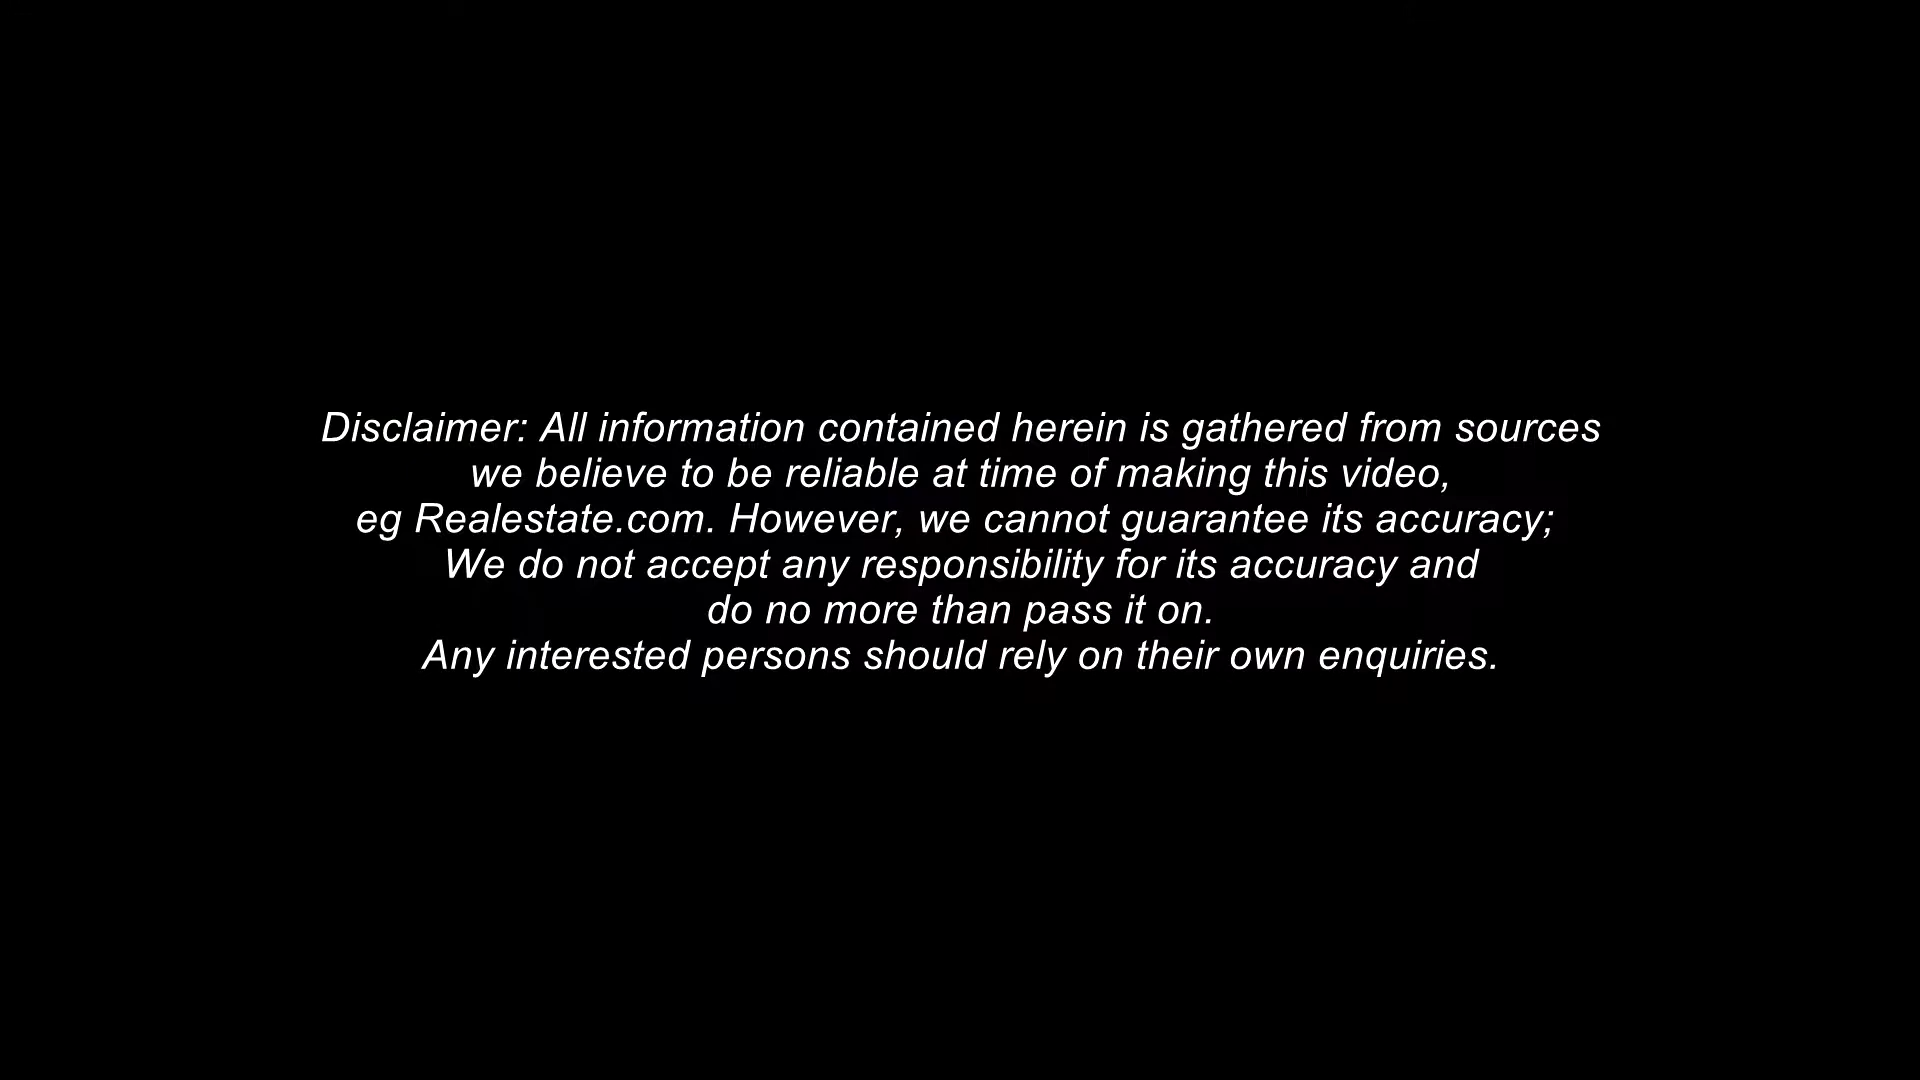 Disclaimer: All information contained herein is gathered from sources
we believe to be reliable at time of making this video,
eg Realestate.com. However, we cannot guarantee its accuracy;
We do not accept any responsibility for its accuracy and
do no more than pass it on.
Any interested persons should rely on their own enquiries.